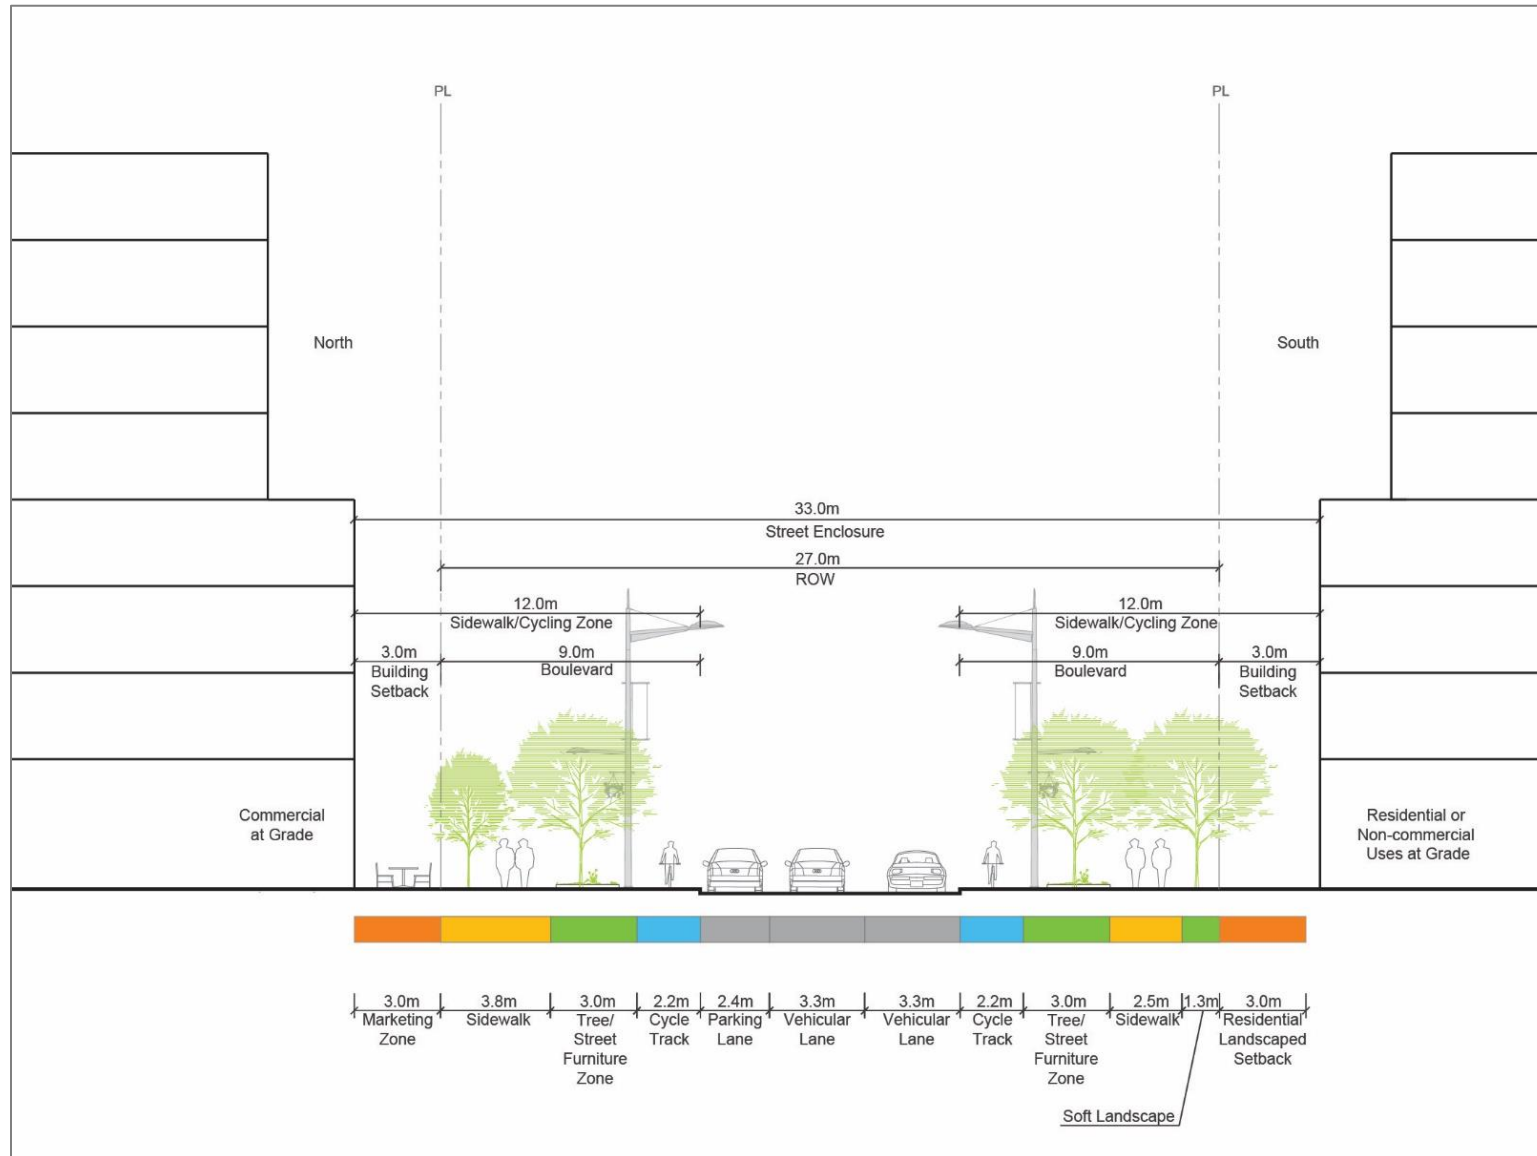 PL
PL
North
South
33.0m
Street Enclosure
27.0m
ROW
12.0m
Sidewalk/Cycling Zone
12.0m
Sidewalk/Cycling Zone
3.0m
Building
Setback
9.0m
Boulevard
9.0m
Boulevard
3.0m
Building
Setback
Commercial
at Grade
Residential or
Non-commercial
Uses at Grade
3.0m
Marketing
Zone
3.8m
Sidewalk
3.0m
Tree/
Street
Furniture
Zone
2.2m
Cycle
Track
2.4m
Parking
Lane
3.3m
Vehicular
Lane
3.3m
Vehicular
Lane
2.2m
Cycle
Track
3.0m
Tree/
Street
Furniture
Zone
2.5m
Sidewalk
1.3m
Soft Landscape
3.0m
Residential
Landscaped
Setback